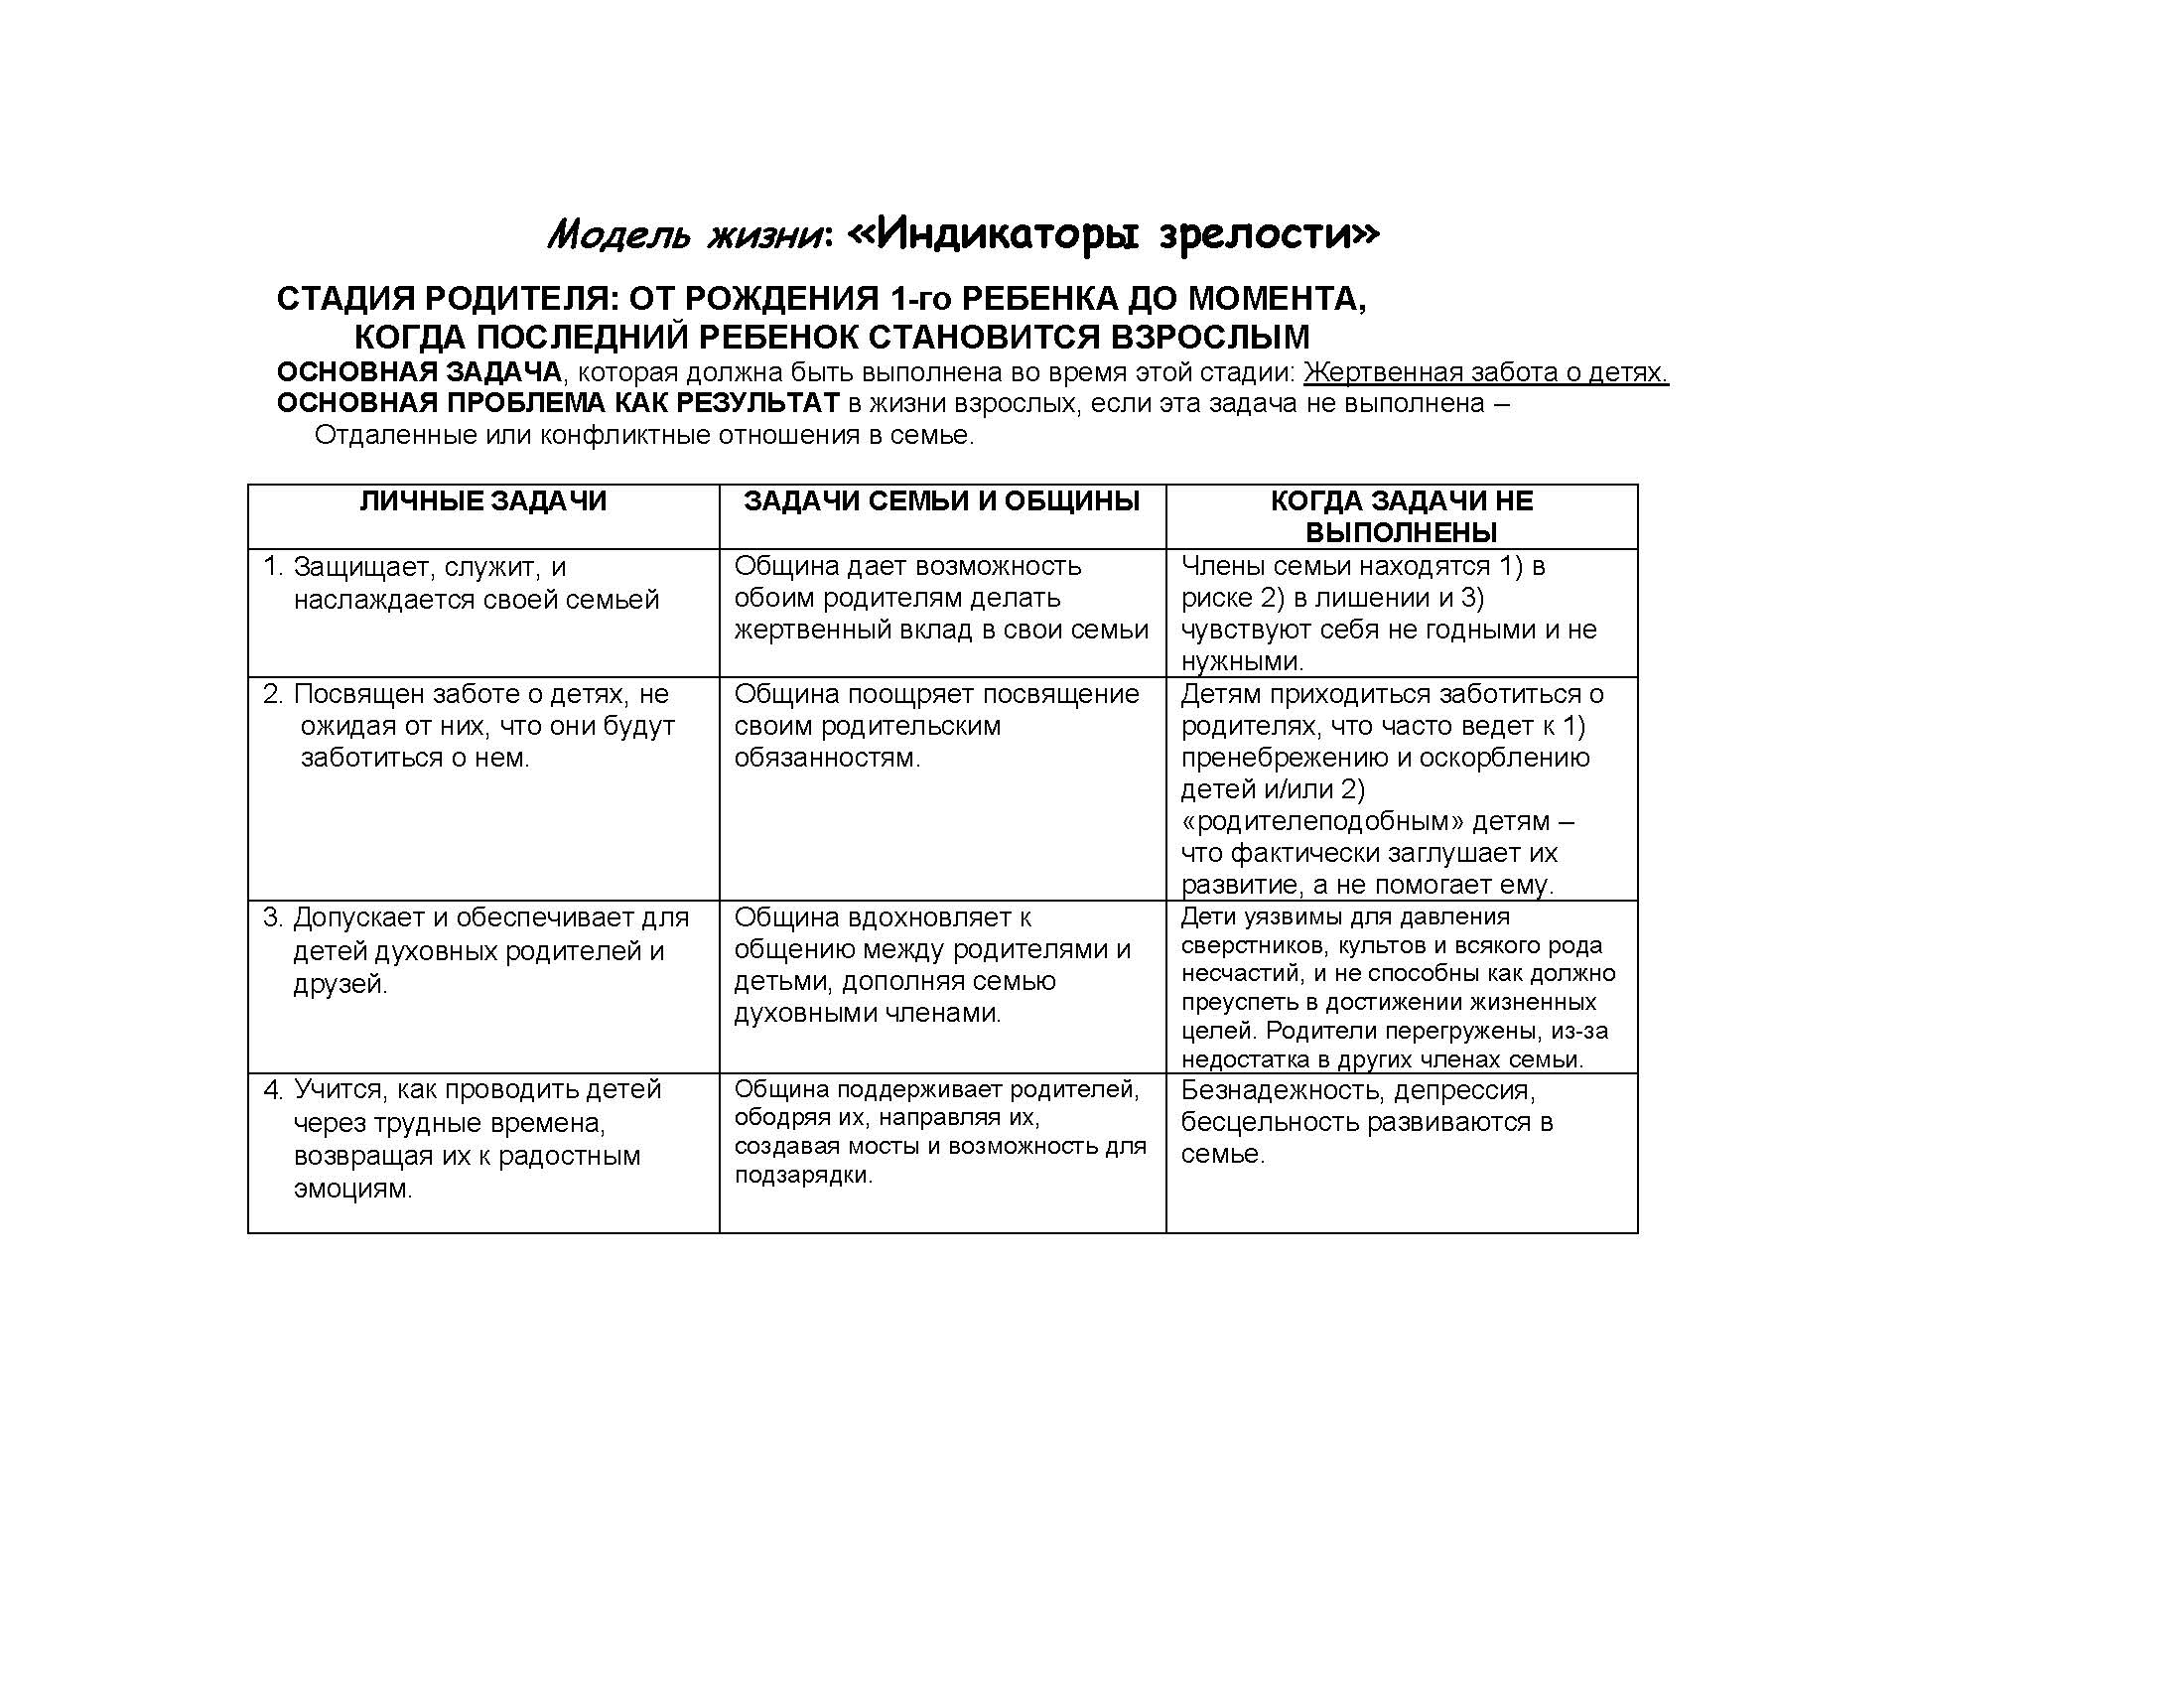 Модель жизни: «Индикаторы зрелости»
СТАДИЯ РОДИТЕЛЯ: ОТ РОЖДЕНИЯ 1-го РЕБЕНКА ДО МОМЕНТА,
КОГДА ПОСЛЕДНИЙ РЕБЕНОК СТАНОВИТСЯ ВЗРОСЛЫМ
ОСНОВНАЯ ЗАДАЧА, которая должна быть выполнена во время этой стадии: Жертвенная забота о детях.
ОСНОВНАЯ ПРОБЛЕМА КАК РЕЗУЛЬТАТ в жизни взрослых, если эта задача не выполнена –
Отдаленные или конфликтные отношения в семье.
ЛИЧНЫЕ ЗАДАЧИ
ЗАДАЧИ СЕМЬИ И ОБЩИНЫ
КОГДА ЗАДАЧИ НЕ
ВЫПОЛНЕНЫ
1. Защищает, служит, и
наслаждается своей семьей
Община дает возможность
обоим родителям делать
жертвенный вклад в свои семьи
Члены семьи находятся 1) в
риске 2) в лишении и 3)
чувствуют себя не годными и не
нужными.
2. Посвящен заботе о детях, не
ожидая от них, что они будут
заботиться о нем.
Община поощряет посвящение
своим родительским
обязанностям.
Детям приходиться заботиться о
родителях, что часто ведет к 1)
пренебрежению и оскорблению
детей и/или 2)
«родителеподобным» детям –
что фактически заглушает их
развитие, а не помогает ему.
3. Допускает и обеспечивает для
детей духовных родителей и
друзей.
Община вдохновляет к
общению между родителями и
детьми, дополняя семью
духовными членами.
Дети уязвимы для давления
сверстников, культов и всякого рода
несчастий, и не способны как должно
преуспеть в достижении жизненных
целей. Родители перегружены, из-за
недостатка в других членах семьи.
4. Учится, как проводить детей
через трудные времена,
возвращая их к радостным
эмоциям.
Община поддерживает родителей,
ободряя их, направляя их,
создавая мосты и возможность для
подзарядки.
Безнадежность, депрессия,
бесцельность развиваются в
семье.